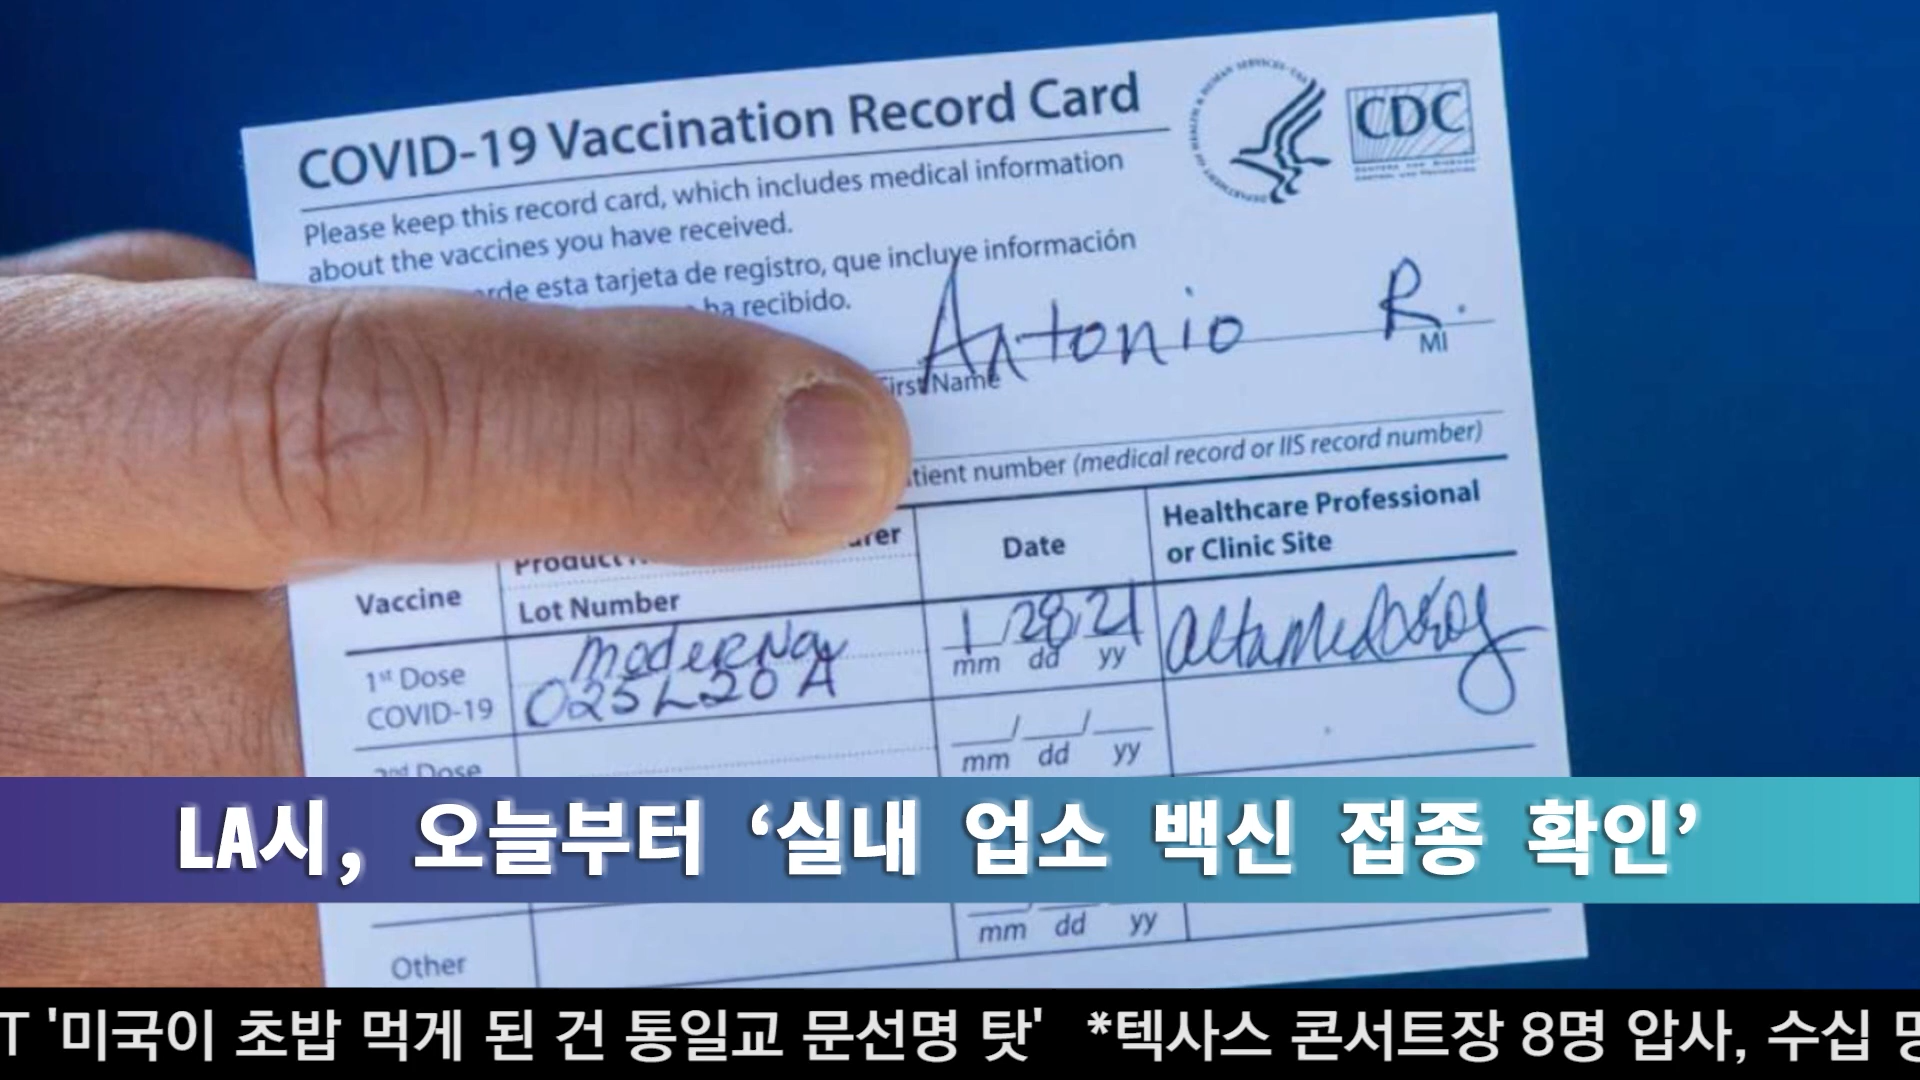 COVID-19 Vaccination Record Card
CDC
Please keep this record card, which includes medical information
about the vaccines you have received.
esta tarjeta de registro, que incluye información
ha recibido.
Antonio R.
First Name MI
number (medical record or IIS record number)
Date
Healthcare Professional
or Clinic Site
Vaccine
Lot Number
1st Dose
COVID-19
Moderna
025L20A
1/28/21
mm dd yy
mm dd yy
2nd Dose
LA시, 오늘부터 ‘실내 업소 백신 접종 확인’
mm dd yy
Other
T '미국이 초밥 먹게 된 건 통일교 문선명 탓' *텍사스 콘서트장 8명 압사, 수십